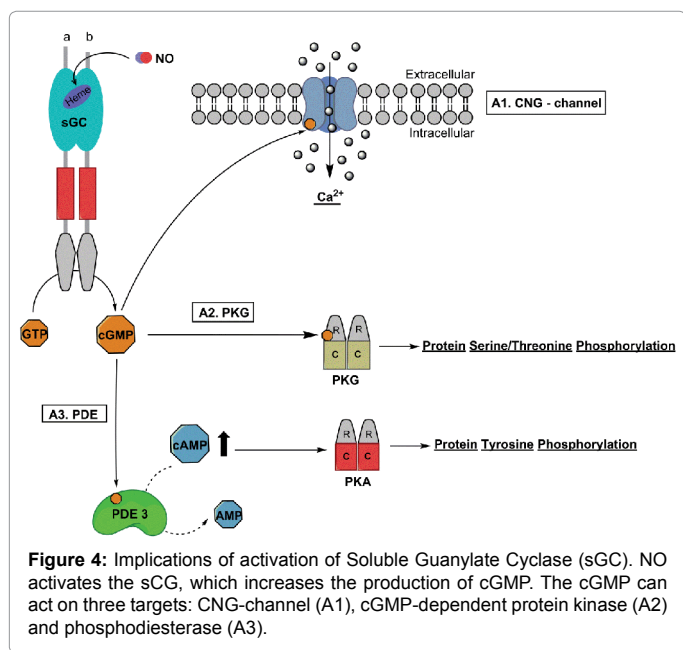 a b
NO
Heme
sGC
Extracellular
A1. CNG - channel
Intracellular
Ca2+
GTP
cGMP
A2. PKG
R R
C C
PKG
Protein Serine/Threonine Phosphorylation
A3. PDE
cAMP
R R
C C
PKA
Protein Tyrosine Phosphorylation
PDE 3
AMP
Figure 4: Implications of activation of Soluble Guanylate Cyclase (sGC). NO
activates the sCG, which increases the production of cGMP. The cGMP can
act on three targets: CNG-channel (A1), cGMP-dependent protein kinase (A2)
and phosphodiesterase (A3).